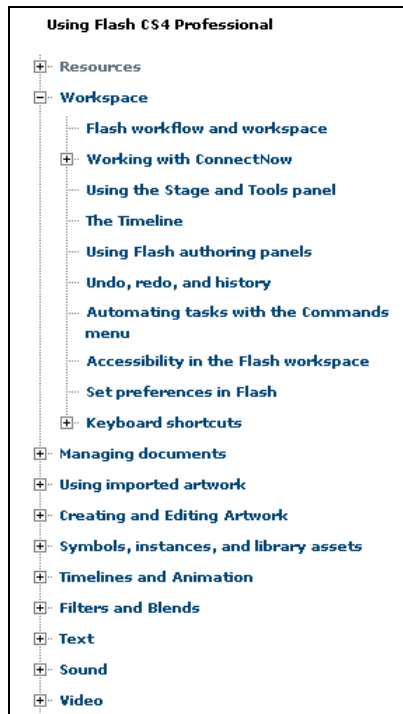 Using Flash CS4 Professional
Resources
Workspace
Flash workflow and workspace
Working with ConnectNow
Using the Stage and Tools panel
The Timeline
Using Flash authoring panels
Undo, redo, and history
Automating tasks with the Commands
menu
Accessibility in the Flash workspace
Set preferences in Flash
Keyboard shortcuts
Managing documents
Using imported artwork
Creating and Editing Artwork
Symbols, instances, and library assets
Timelines and Animation
Filters and Blends
Text
Sound
Video